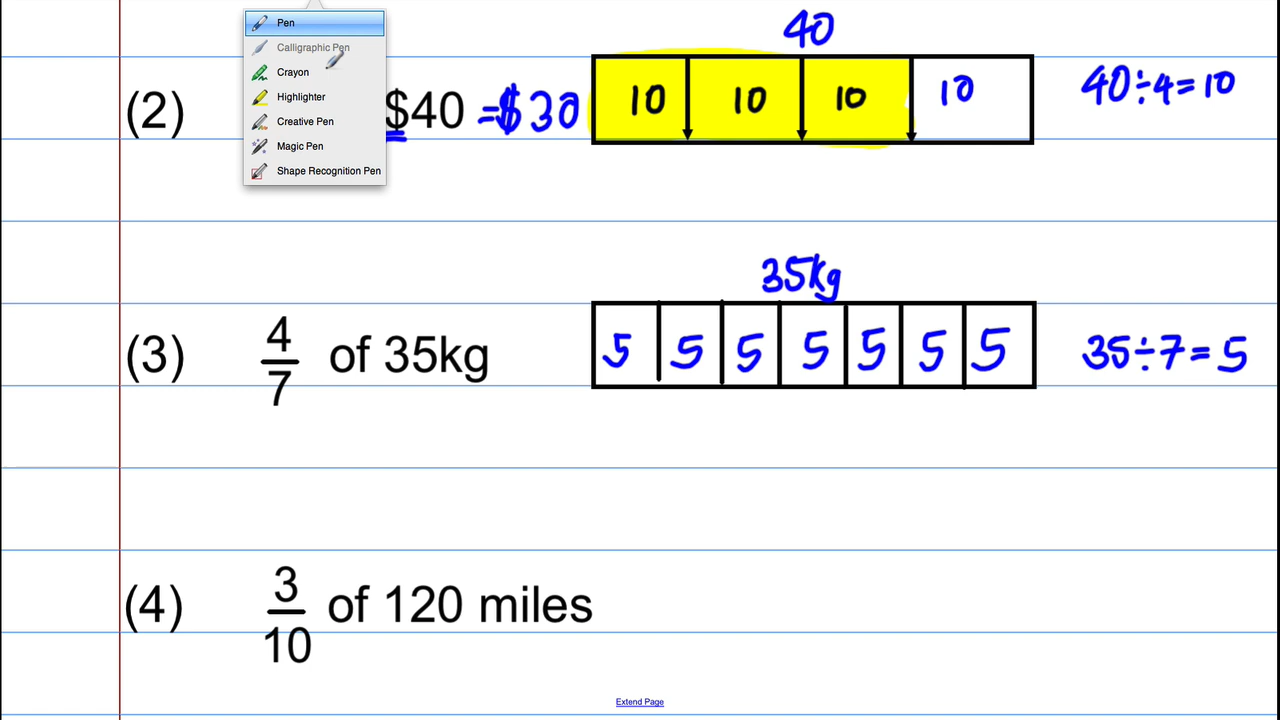 Pen
Calligraphic Pen
Crayon
Highlighter
Creative Pen
Magic Pen
Shape Recognition Pen
40
(2) $40 =$30 10 10 10 10 40÷4=10
35kg
(3) 4/7 of 35kg 5 5 5 5 5 5 5 35÷7=5
(4) 3/10 of 120 miles
Extend Page